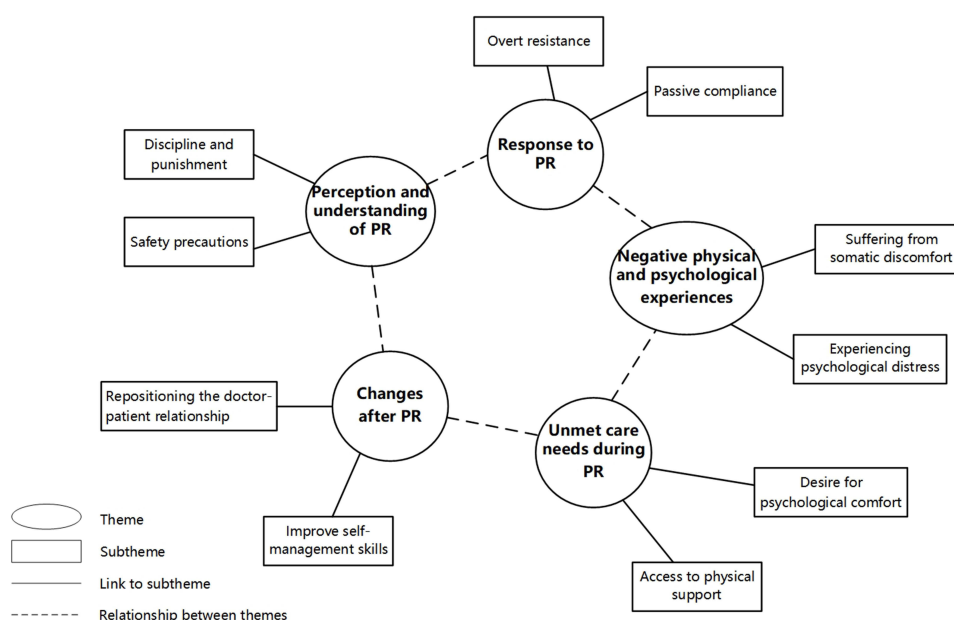 Overt resistance
Passive compliance
Response to
PR
Discipline and
punishment
Perception and
understanding
of PR
Safety precautions
Negative physical
and psychological
experiences
Suffering from
somatic discomfort
Experiencing
psychological distress
Repositioning the doctor-
patient relationship
Changes
after PR
Unmet care
needs during
PR
Desire for
psychological comfort
Improve self-
management skills
Access to physical
support
Theme
Subtheme
Link to subtheme
Relationship between themes